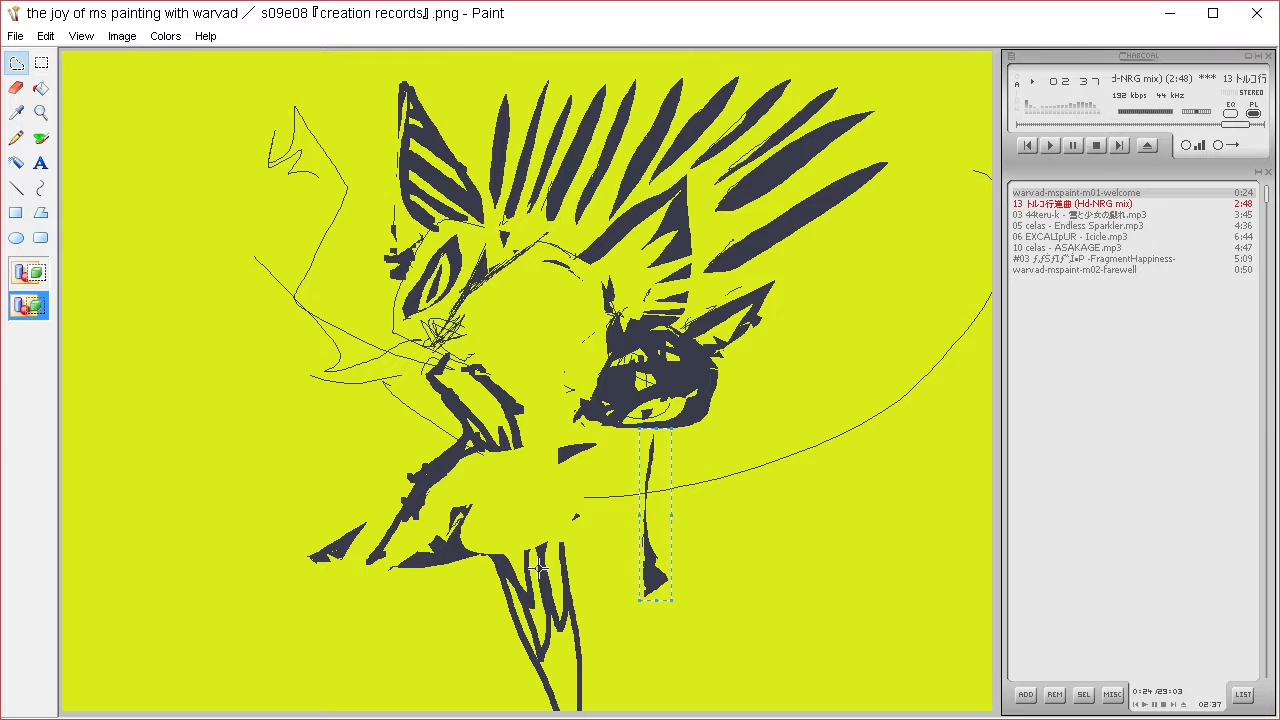 the joy of ms painting with warvad ／ s09e08『creation records』.png - Paint
File Edit View Image Colors Help
CHARCOAL
02 37
d-NRG mix) (2:48) *** 13 トルコ行
192 kbps 44 kHz
MONO STEREO
EQ PL
A
warvad-mspaint-m01-welcome 0:24
13 トルコ行進曲 (Hd-NRG mix) 2:48
03 44teru-k - 雪と少女の戯れ.mp3 3:45
05 celas - Endless Sparkler.mp3 4:36
06 EXCALIpUR - Icicle.mp3 6:44
10 celas - ASAKAGE.mp3 4:47
-FragmentHappiness- 5:09
warvad-mspaint-m02-farewell 0:50
ADD REM SEL MISC 0:24/29:03 02:37 LIST